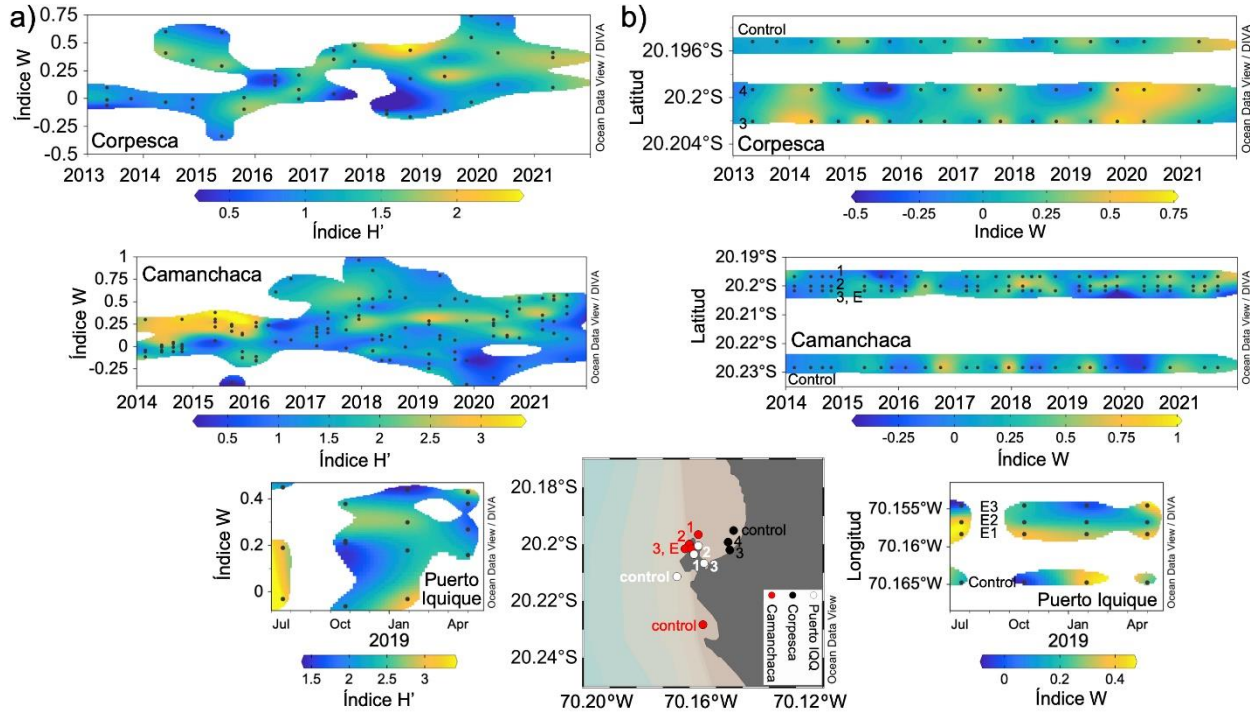 a)
0.75
0.5
0.25
0
-0.25
-0.5
Índice W
Corpesca
2013 2014 2015 2016 2017 2018 2019 2020 2021
0.5 1 1.5 2
Índice H'
Ocean Data View / DIVA
b)
Control
20.196°S
4
20.2°S
3
20.204°S
Latitud
Corpesca
2013 2014 2015 2016 2017 2018 2019 2020 2021
-0.5 -0.25 0 0.25 0.5 0.75
Indice W
Ocean Data View / DIVA
1
0.75
0.5
0.25
0
-0.25
Índice W
Camanchaca
2014 2015 2016 2017 2018 2019 2020 2021
0.5 1 1.5 2 2.5 3
Índice H'
Ocean Data View / DIVA
20.19°S
20.2°S
20.21°S
20.22°S
20.23°S
Latitud
1
2
3, E
Camanchaca
Control
2014 2015 2016 2017 2018 2019 2020 2021
-0.25 0 0.25 0.5 0.75 1
Índice W
Ocean Data View / DIVA
0.4
0.2
0
Índice W
Puerto
Iquique
Jul Oct Jan Apr
2019
1.5 2 2.5 3
Índice H'
Ocean Data View / DIVA
20.18°S
20.2°S
20.22°S
20.24°S
70.20°W 70.16°W 70.12°W
1
2
3, E
control
4
3
2
1
3
control
control
Puerto IQQ
Corpesca
Camanchaca
Ocean Data View
70.155°W
70.16°W
70.165°W
Longitud
E3
E2
E1
Control
Puerto Iquique
Jul Oct Jan Apr
2019
0 0.2 0.4
Índice W
Ocean Data View / DIVA